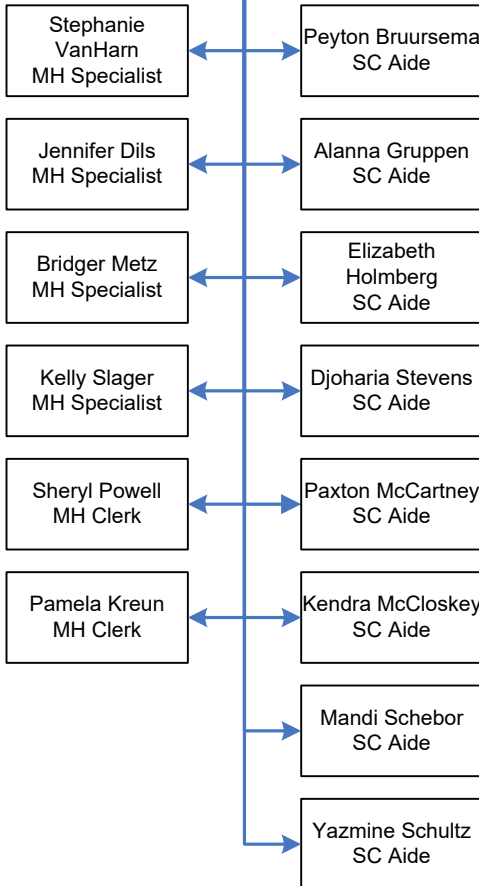 Stephanie
VanHarn
MH Specialist
Peyton Bruursema
SC Aide
Jennifer Dils
MH Specialist
Alanna Gruppen
SC Aide
Bridger Metz
MH Specialist
Elizabeth
Holmberg
SC Aide
Kelly Slager
MH Specialist
Djoharia Stevens
SC Aide
Sheryl Powell
MH Clerk
Paxton McCartney
SC Aide
Pamela Kreun
MH Clerk
Kendra McCloskey
SC Aide
Mandi Schebor
SC Aide
Yazmine Schultz
SC Aide